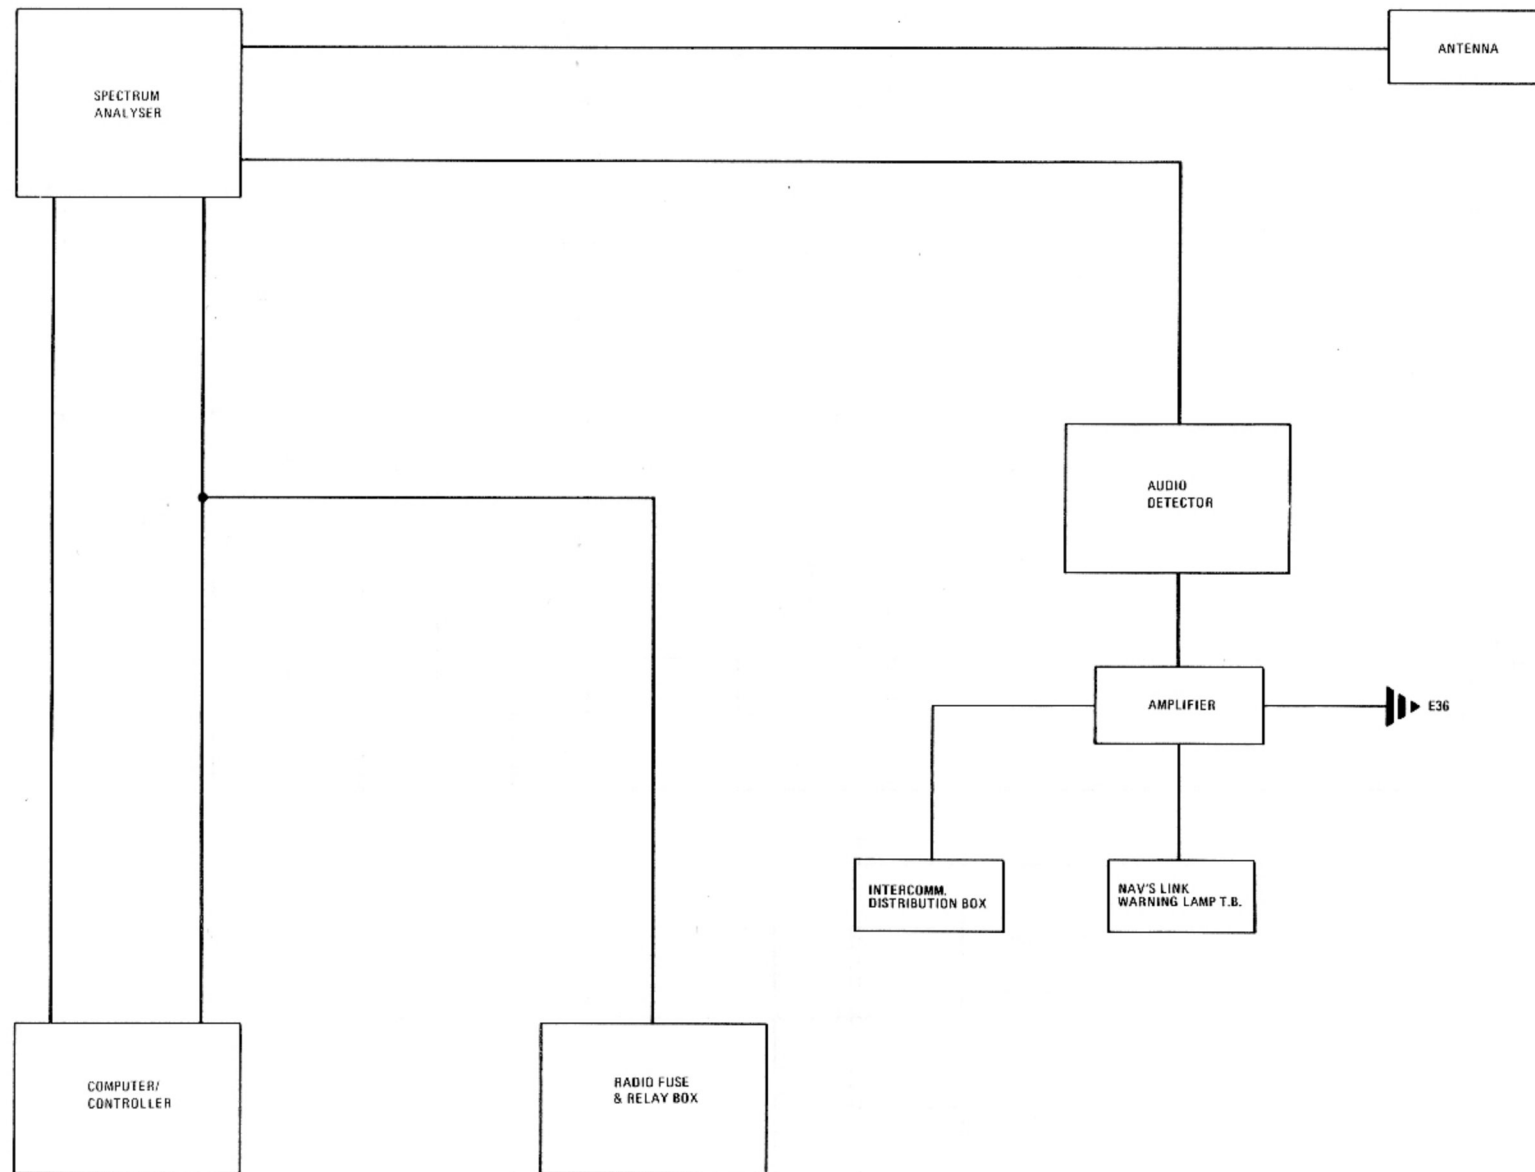 SPECTRUM
ANALYSER
ANTENNA
AUDIO
DETECTOR
AMPLIFIER
E36
INTERCOMM.
DISTRIBUTION BOX
NAV'S LINK
WARNING LAMP T.B.
COMPUTER/
CONTROLLER
RADIO FUSE
& RELAY BOX